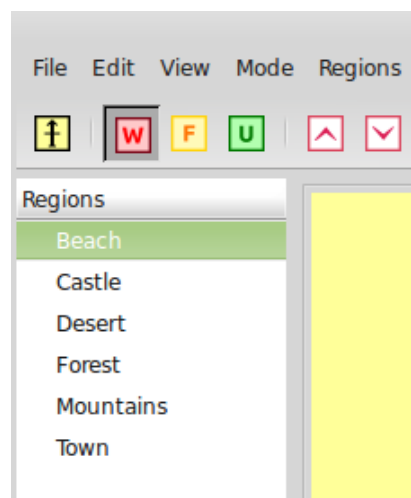 File Edit View Mode Regions
W F U
Regions
Beach
Castle
Desert
Forest
Mountains
Town